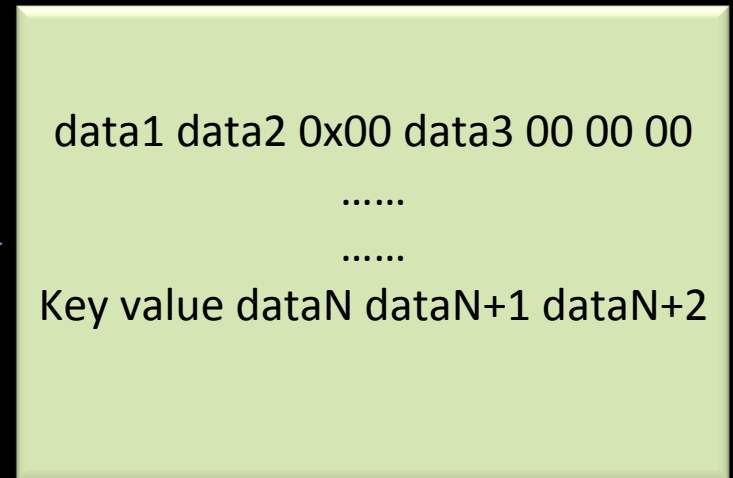 data1 data2 0x00 data3 00 00 00
......
......
Key value dataN dataN+1 dataN+2